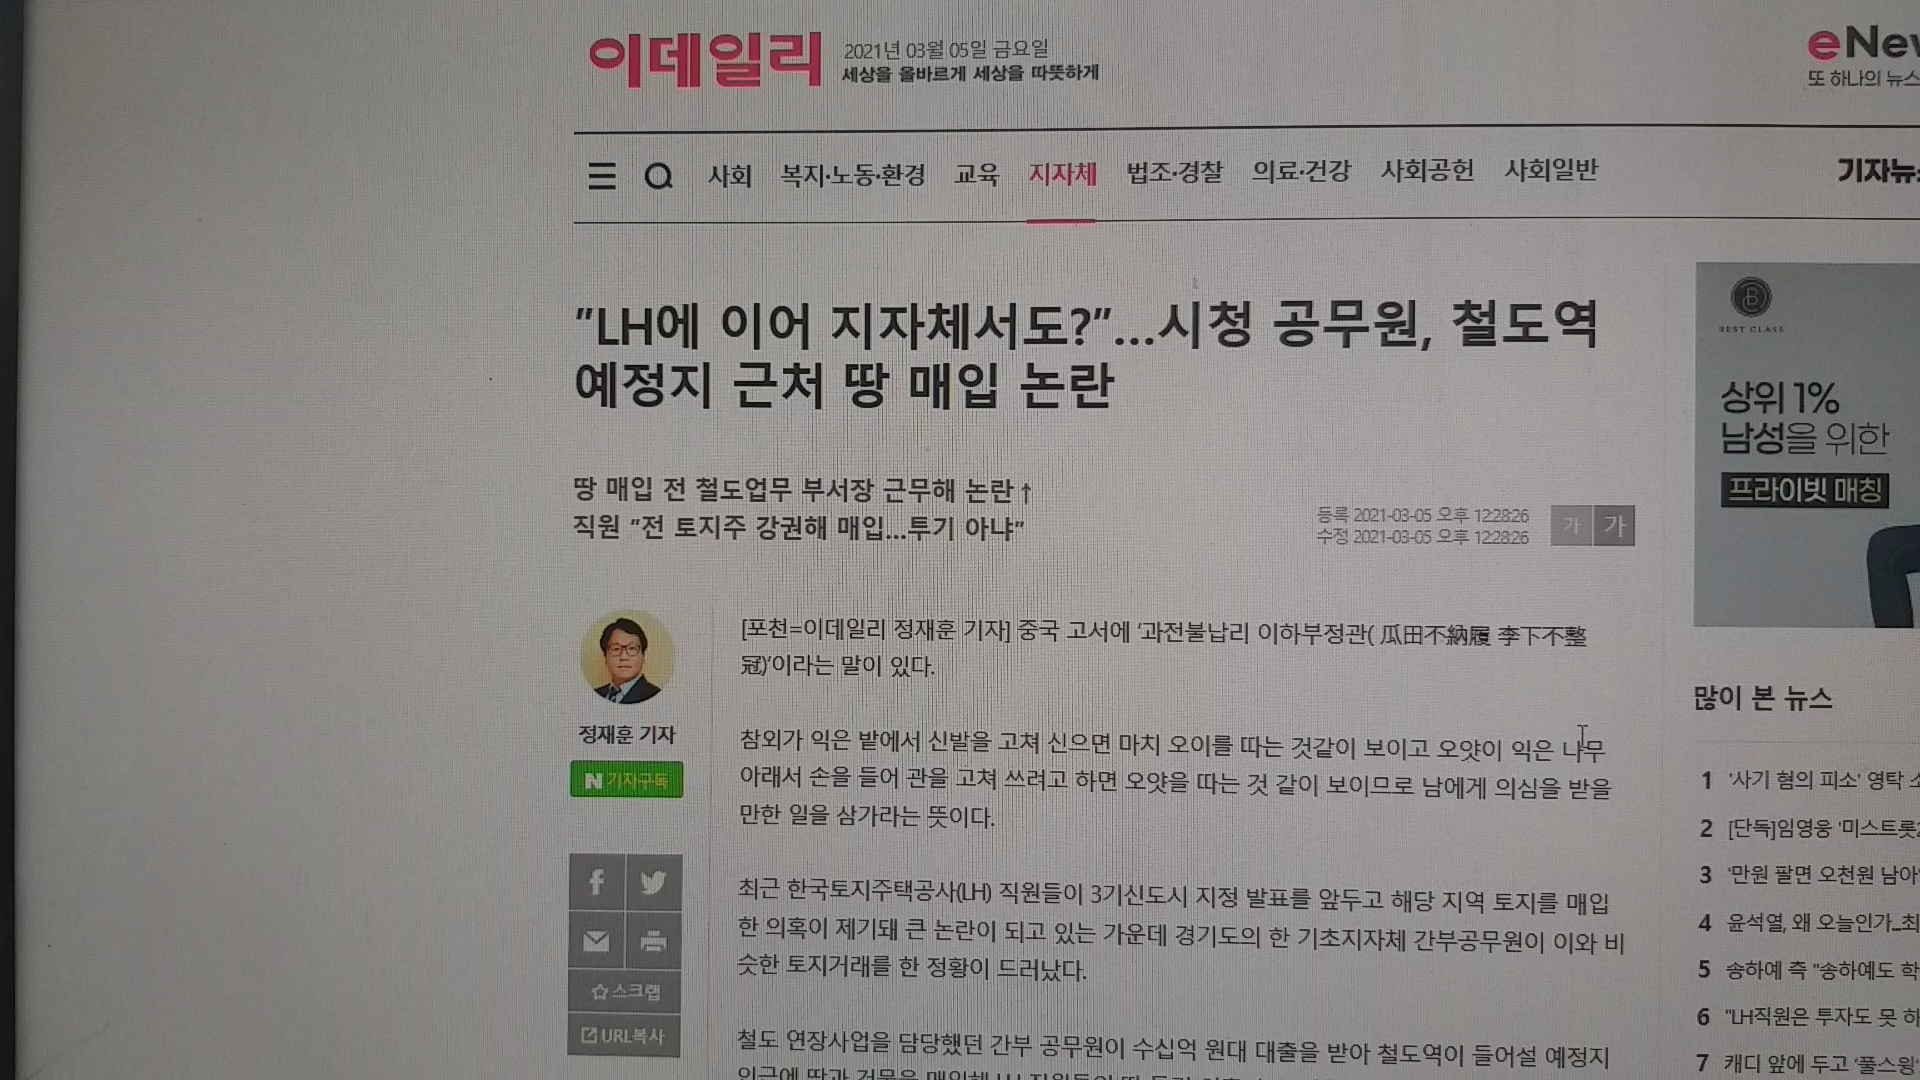 이데일리
2021년 03월 05일 금요일
세상을 올바르게 세상을 따뜻하게
eNew
또 하나의 뉴스
사회 복지·노동·환경 교육 지자체 법조·경찰 의료·건강 사회공헌 사회일반
기자뉴스
"LH에 이어 지자체서도?"...시청 공무원, 철도역
예정지 근처 땅 매입 논란
땅 매입 전 철도업무 부서장 근무해 논란↑
직원 "전 토지주 강권해 매입...투기 아냐"
등록 2021-03-05 오후 12:28:26
수정 2021-03-05 오후 12:28:26
가 가
정재훈 기자
N 기자구독
스크랩
URL복사
[포천=이데일리 정재훈 기자] 중국 고서에 '과전불납리 이하부정관( 瓜田不納履 李下不整
冠)'이라는 말이 있다.
참외가 익은 밭에서 신발을 고쳐 신으면 마치 오이를 따는 것같이 보이고 오얏이 익은 나무
아래서 손을 들어 관을 고쳐 쓰려고 하면 오얏을 따는 것 같이 보이므로 남에게 의심을 받을
만한 일을 삼가라는 뜻이다.
최근 한국토지주택공사(LH) 직원들이 3기신도시 지정 발표를 앞두고 해당 지역 토지를 매입
한 의혹이 제기돼 큰 논란이 되고 있는 가운데 경기도의 한 기초지자체 간부공무원이 이와 비
슷한 토지거래를 한 정황이 드러났다.
철도 연장사업을 담당했던 간부 공무원이 수십억 원대 대출을 받아 철도역이 들어설 예정지
B
BEST CLASS
상위 1%
남성을 위한
프라이빗 매칭
많이 본 뉴스
1 '사기 혐의 피소' 영탁
2 [단독]임영웅 '미스트롯2
3 '만원 팔면 오천원 남아
4 윤석열, 왜 오늘인가...최
5 송하예 측 "송하예도 학
6 "LH직원은 투자도 못 하
7 캐디 앞에 두고 '풀스윙'